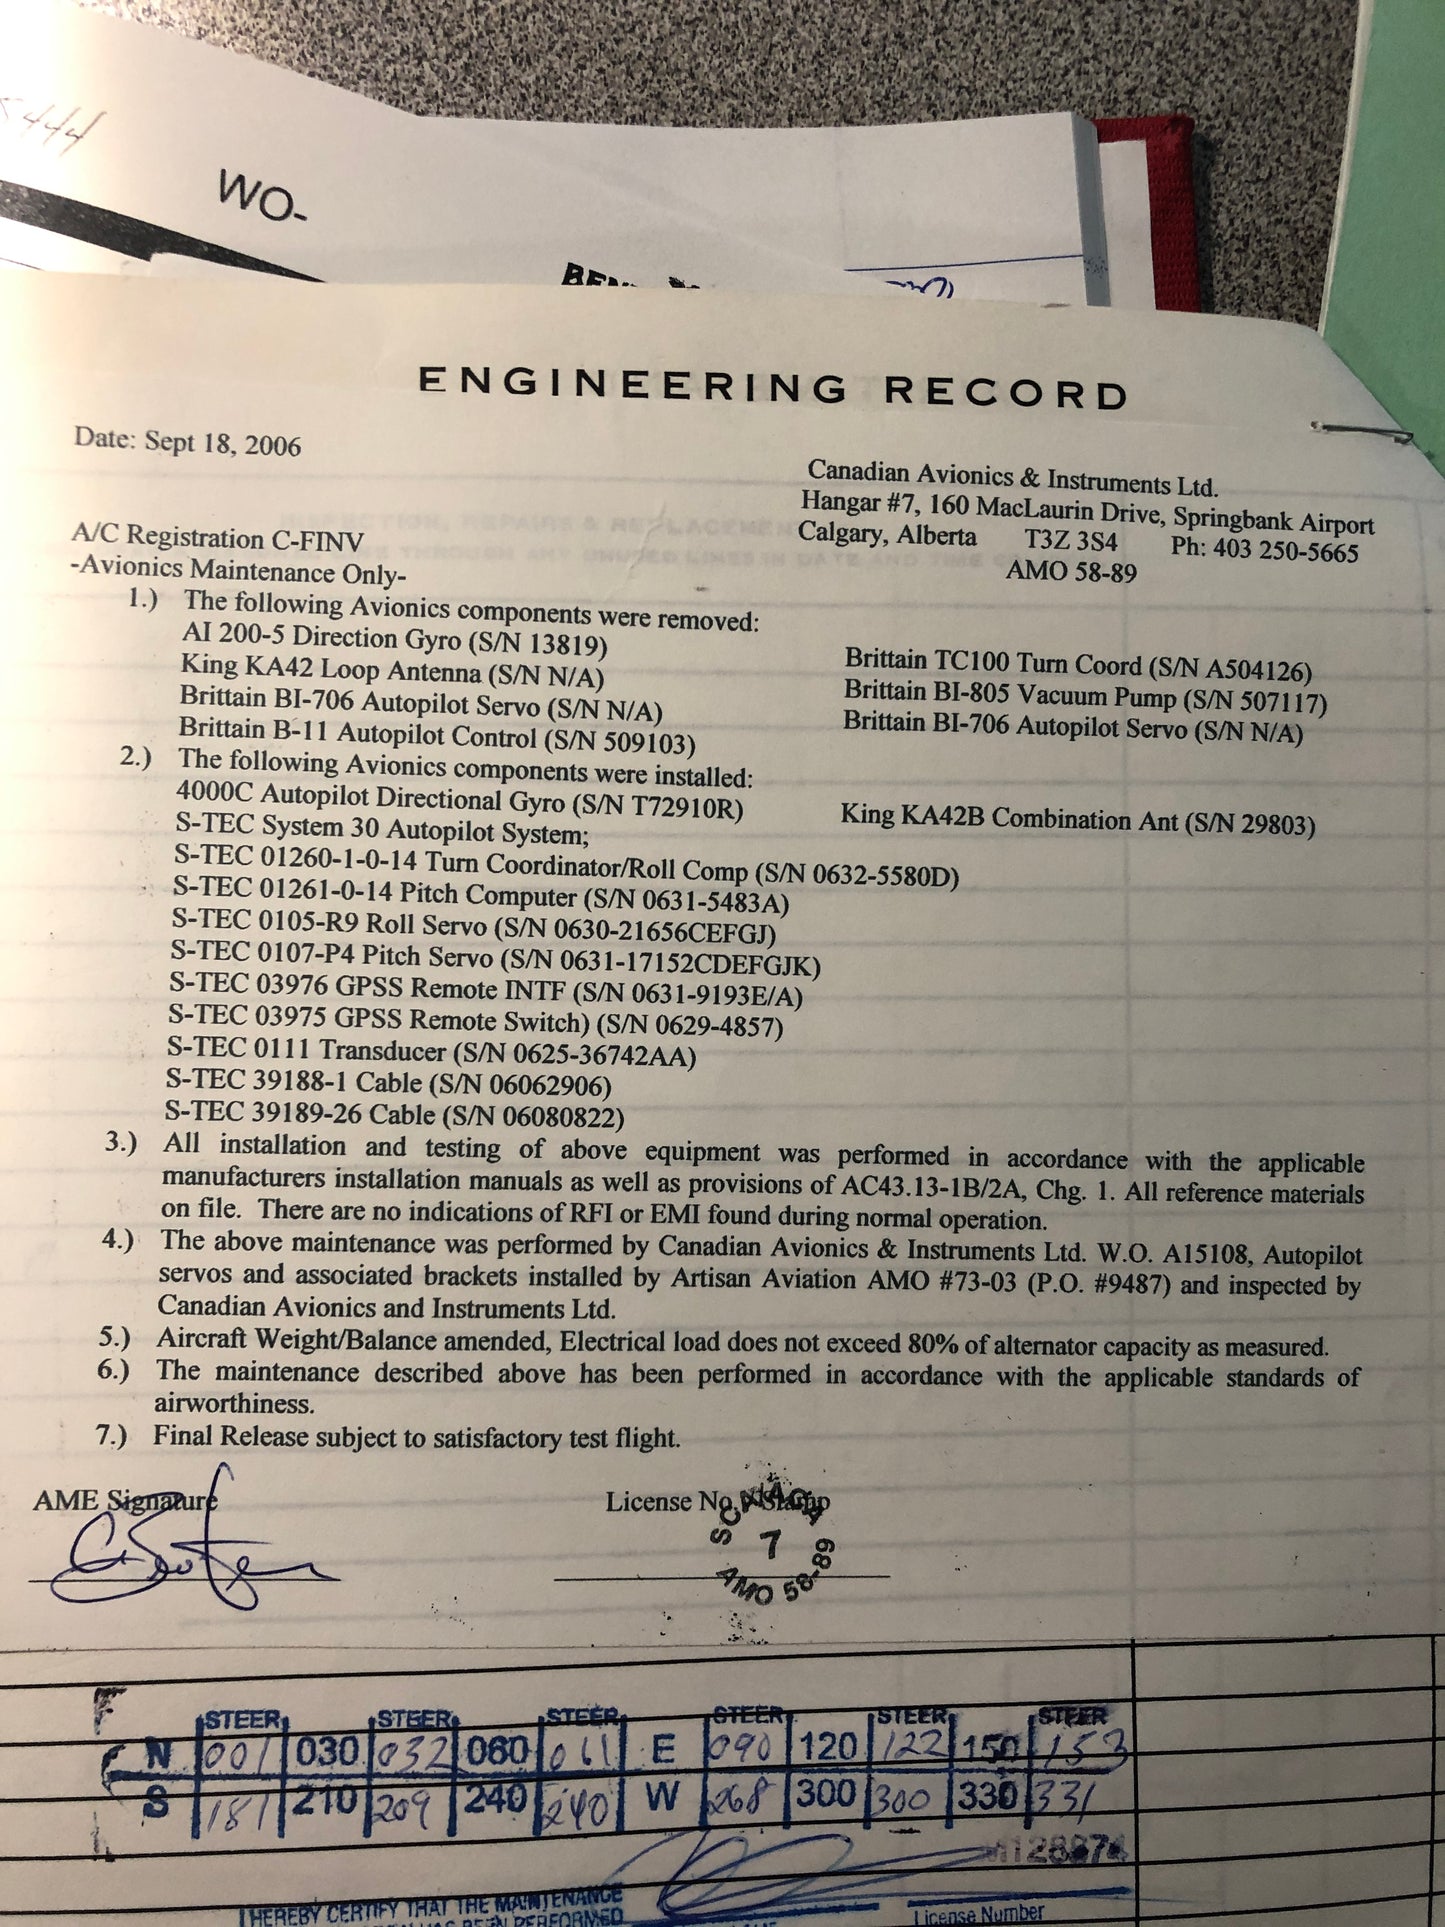 WO-
ENGINEERING RECORD
Date: Sept 18, 2006
Canadian Avionics & Instruments Ltd.
Hangar #7, 160 MacLaurin Drive, Springbank Airport
Calgary, Alberta T3Z 3S4 Ph: 403 250-5665
AMO 58-89
A/C Registration C-FINV
-Avionics Maintenance Only-
1.) The following Avionics components were removed:
AI 200-5 Direction Gyro (S/N 13819)
Brittain TC100 Turn Coord (S/N A504126)
King KA42 Loop Antenna (S/N N/A)
Brittain BI-805 Vacuum Pump (S/N 507117)
Brittain BI-706 Autopilot Servo (S/N N/A)
Brittain BI-706 Autopilot Servo (S/N N/A)
Brittain B-11 Autopilot Control (S/N 509103)
2.) The following Avionics components were installed:
4000C Autopilot Directional Gyro (S/N T72910R)
King KA42B Combination Ant (S/N 29803)
S-TEC System 30 Autopilot System;
S-TEC 01260-1-0-14 Turn Coordinator/Roll Comp (S/N 0632-5580D)
S-TEC 01261-0-14 Pitch Computer (S/N 0631-5483A)
S-TEC 0105-R9 Roll Servo (S/N 0630-21656CEFGJ)
S-TEC 0107-P4 Pitch Servo (S/N 0631-17152CDEFGJK)
S-TEC 03976 GPSS Remote INTF (S/N 0631-9193E/A)
S-TEC 03975 GPSS Remote Switch) (S/N 0629-4857)
S-TEC 0111 Transducer (S/N 0625-36742AA)
S-TEC 39188-1 Cable (S/N 06062906)
S-TEC 39189-26 Cable (S/N 06080822)
3.) All installation and testing of above equipment was performed in accordance with the applicable
manufacturers installation manuals as well as provisions of AC43.13-1B/2A, Chg. 1. All reference materials
on file. There are no indications of RFI or EMI found during normal operation.
4.) The above maintenance was performed by Canadian Avionics & Instruments Ltd. W.O. A15108, Autopilot
servos and associated brackets installed by Artisan Aviation AMO #73-03 (P.O. #9487) and inspected by
Canadian Avionics and Instruments Ltd.
5.) Aircraft Weight/Balance amended, Electrical load does not exceed 80% of alternator capacity as measured.
6.) The maintenance described above has been performed in accordance with the applicable standards of
airworthiness.
7.) Final Release subject to satisfactory test flight.
AME Signature
License No. Stamp
7
AMO 58-89
STEER STEER STEER STEER STEER STEER
N 001 030 032 060 061 E 090 120 122 150 153
S 181 210 209 240 240 W 268 300 300 330 331
I HEREBY CERTIFY THAT THE MAINTENANCE
BEEN PERFORMED
License Number